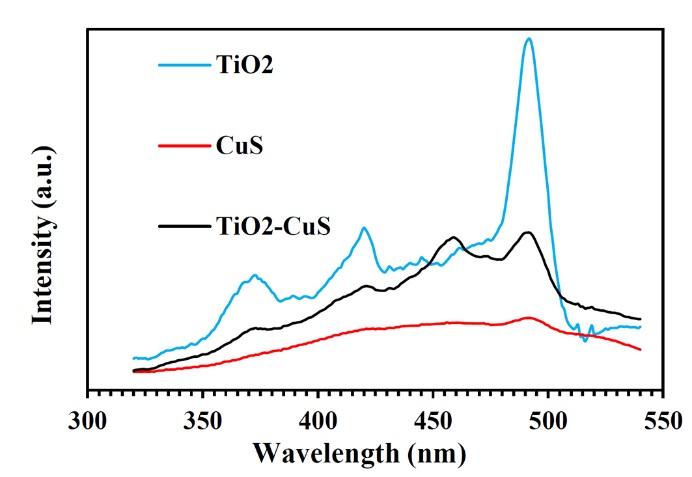 TiO2
CuS
TiO2-CuS
Intensity (a.u.)
300 350 400 450 500 550
Wavelength (nm)